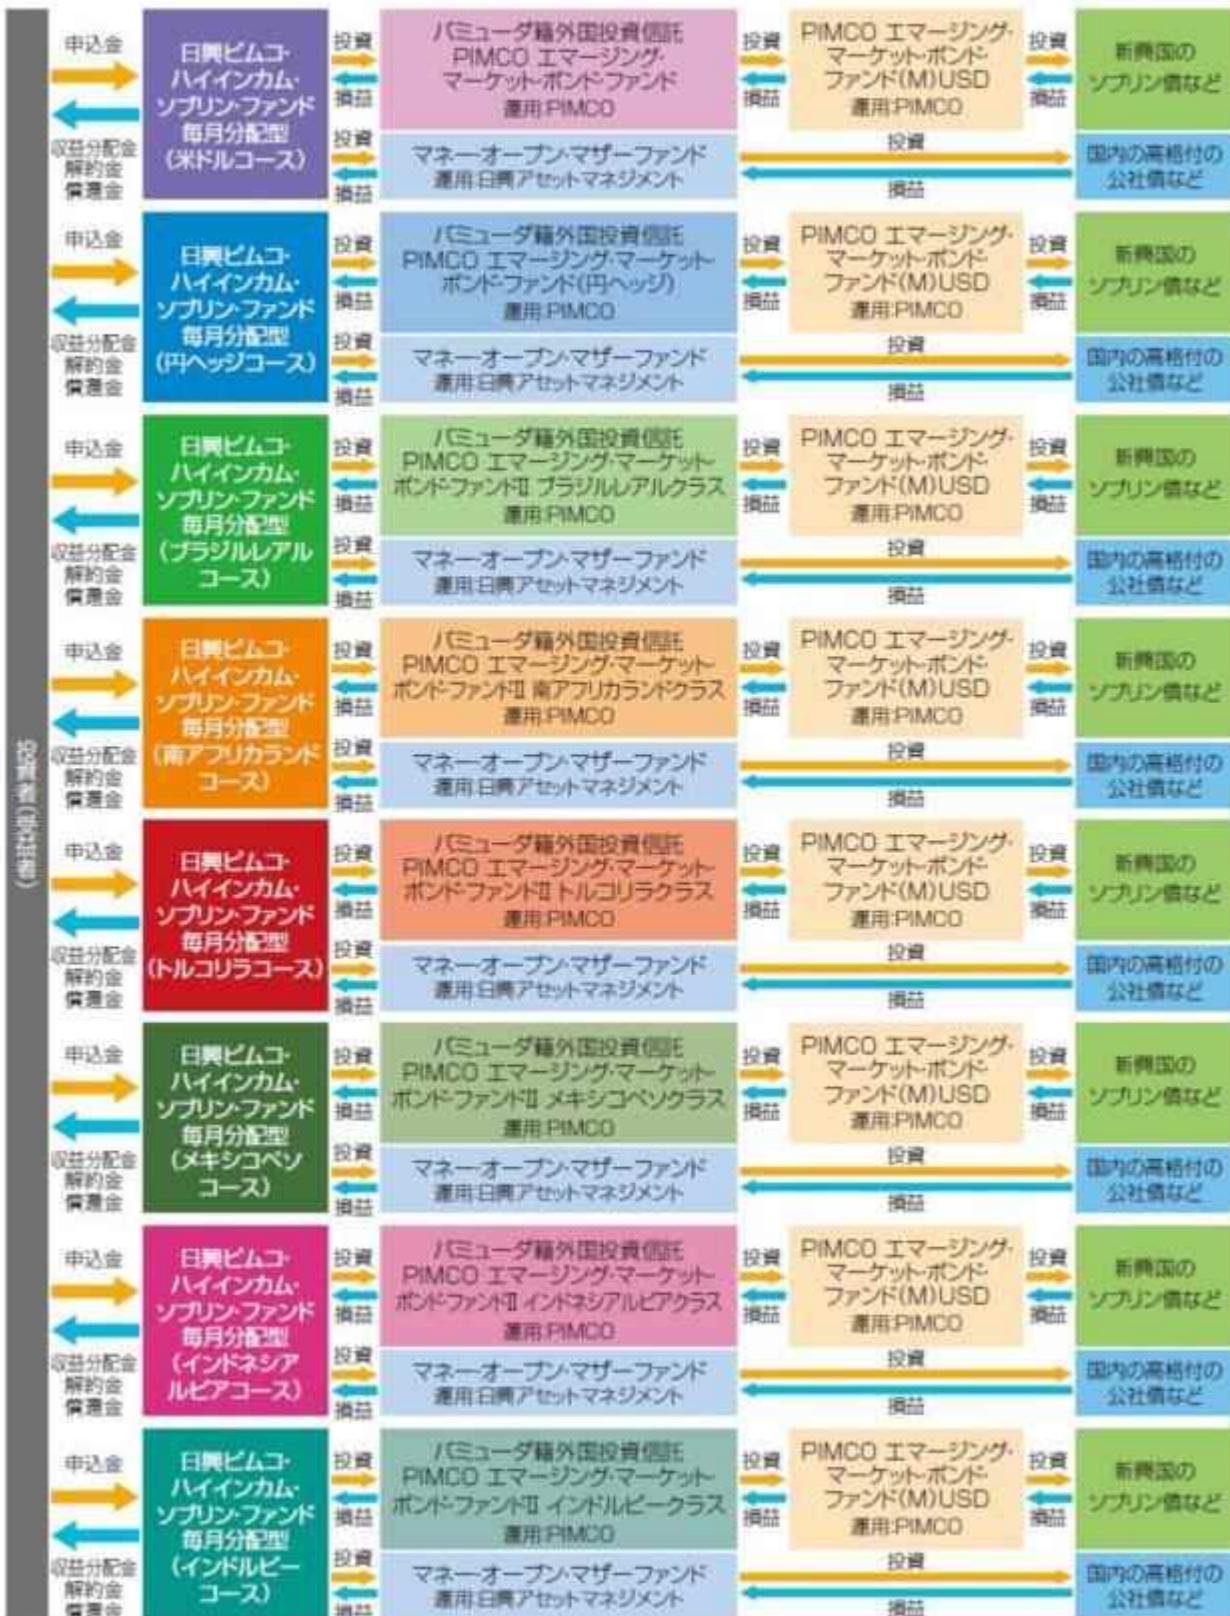 投資者(受益者)
申込金
収益分配金
解約金
償還金
日興ピムコ・
ハイインカム・
ソブリン・ファンド
毎月分配型
(米ドルコース)
投資
損益
投資
損益
バミューダ籍外国投資信託
PIMCO エマージング・
マーケット・ボンド・ファンド
運用:PIMCO
マネー・オープン・マザーファンド
運用:日興アセットマネジメント
投資
損益
PIMCO エマージング・
マーケット・ボンド・
ファンド(M)USD
運用:PIMCO
投資
損益
投資
損益
新興国の
ソブリン債など
国内の高格付の
公社債など
申込金
収益分配金
解約金
償還金
日興ピムコ・
ハイインカム・
ソブリン・ファンド
毎月分配型
(円ヘッジコース)
投資
損益
投資
損益
バミューダ籍外国投資信託
PIMCO エマージング・マーケット・
ボンド・ファンド(円ヘッジ)
運用:PIMCO
マネー・オープン・マザーファンド
運用:日興アセットマネジメント
投資
損益
PIMCO エマージング・
マーケット・ボンド・
ファンド(M)USD
運用:PIMCO
投資
損益
投資
損益
新興国の
ソブリン債など
国内の高格付の
公社債など
申込金
収益分配金
解約金
償還金
日興ピムコ・
ハイインカム・
ソブリン・ファンド
毎月分配型
(ブラジルレアル
コース)
投資
損益
投資
損益
バミューダ籍外国投資信託
PIMCO エマージング・マーケット・
ボンド・ファンドⅡ ブラジルレアルクラス
運用:PIMCO
マネー・オープン・マザーファンド
運用:日興アセットマネジメント
投資
損益
PIMCO エマージング・
マーケット・ボンド・
ファンド(M)USD
運用:PIMCO
投資
損益
投資
損益
新興国の
ソブリン債など
国内の高格付の
公社債など
申込金
収益分配金
解約金
償還金
日興ピムコ・
ハイインカム・
ソブリン・ファンド
毎月分配型
(南アフリカランド
コース)
投資
損益
投資
損益
バミューダ籍外国投資信託
PIMCO エマージング・マーケット・
ボンド・ファンドⅡ 南アフリカランドクラス
運用:PIMCO
マネー・オープン・マザーファンド
運用:日興アセットマネジメント
投資
損益
PIMCO エマージング・
マーケット・ボンド・
ファンド(M)USD
運用:PIMCO
投資
損益
投資
損益
新興国の
ソブリン債など
国内の高格付の
公社債など
申込金
収益分配金
解約金
償還金
日興ピムコ・
ハイインカム・
ソブリン・ファンド
毎月分配型
(トルコリラコース)
投資
損益
投資
損益
バミューダ籍外国投資信託
PIMCO エマージング・マーケット・
ボンド・ファンドⅡ トルコリラクラス
運用:PIMCO
マネー・オープン・マザーファンド
運用:日興アセットマネジメント
投資
損益
PIMCO エマージング・
マーケット・ボンド・
ファンド(M)USD
運用:PIMCO
投資
損益
投資
損益
新興国の
ソブリン債など
国内の高格付の
公社債など
申込金
収益分配金
解約金
償還金
日興ピムコ・
ハイインカム・
ソブリン・ファンド
毎月分配型
(メキシコペソ
コース)
投資
損益
投資
損益
バミューダ籍外国投資信託
PIMCO エマージング・マーケット・
ボンド・ファンドⅡ メキシコペソクラス
運用:PIMCO
マネー・オープン・マザーファンド
運用:日興アセットマネジメント
投資
損益
PIMCO エマージング・
マーケット・ボンド・
ファンド(M)USD
運用:PIMCO
投資
損益
投資
損益
新興国の
ソブリン債など
国内の高格付の
公社債など
申込金
収益分配金
解約金
償還金
日興ピムコ・
ハイインカム・
ソブリン・ファンド
毎月分配型
(インドネシア
ルピアコース)
投資
損益
投資
損益
バミューダ籍外国投資信託
PIMCO エマージング・マーケット・
ボンド・ファンドⅡ インドネシアルピアクラス
運用:PIMCO
マネー・オープン・マザーファンド
運用:日興アセットマネジメント
投資
損益
PIMCO エマージング・
マーケット・ボンド・
ファンド(M)USD
運用:PIMCO
投資
損益
投資
損益
新興国の
ソブリン債など
国内の高格付の
公社債など
申込金
収益分配金
解約金
償還金
日興ピムコ・
ハイインカム・
ソブリン・ファンド
毎月分配型
(インドルピー
コース)
投資
損益
投資
損益
バミューダ籍外国投資信託
PIMCO エマージング・マーケット・
ボンド・ファンドⅡ インドルピークラス
運用:PIMCO
マネー・オープン・マザーファンド
運用:日興アセットマネジメント
投資
損益
PIMCO エマージング・
マーケット・ボンド・
ファンド(M)USD
運用:PIMCO
投資
損益
投資
損益
新興国の
ソブリン債など
国内の高格付の
公社債など